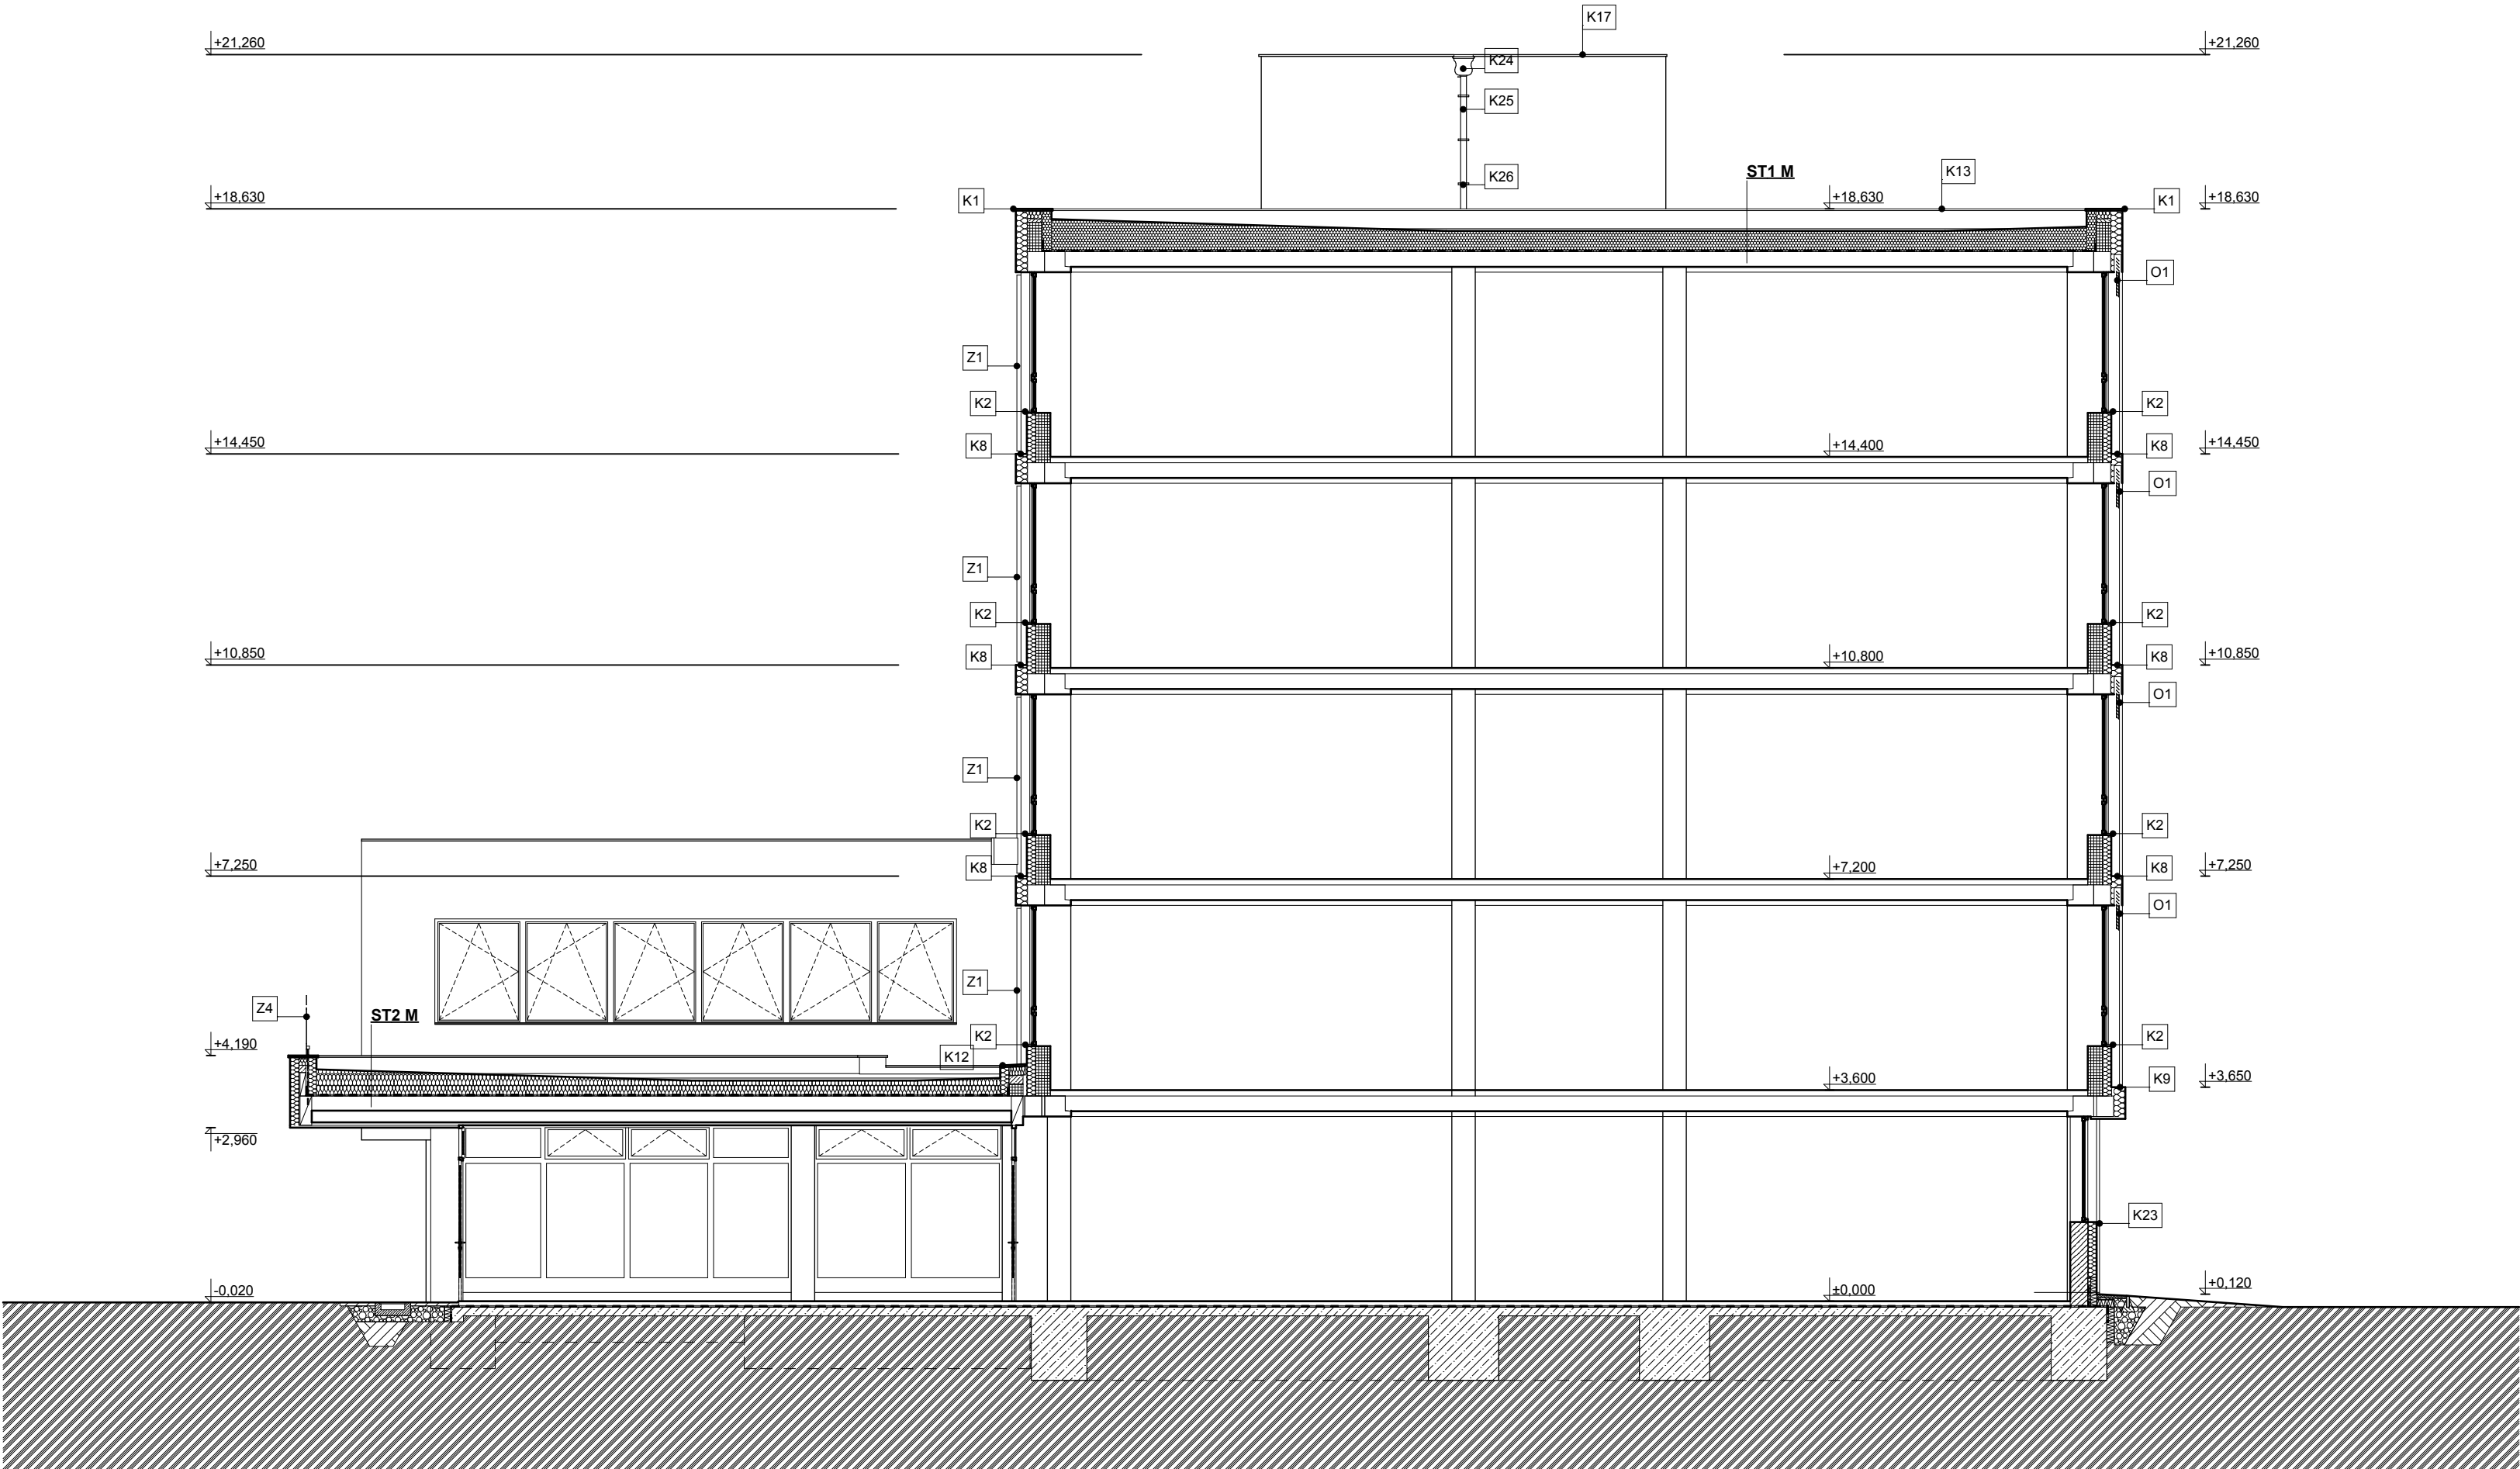 K17
+21,260
+21,260
K24
K25
K26
ST1 M
K13
+18,630
K1
+18,630
K1
+18,630
O1
Z1
K2
K2
+14,450
K8
+14,400
K8
+14,450
O1
Z1
K2
K2
+10,850
K8
+10,800
K8
+10,850
O1
Z1
K2
K2
+7,250
K8
+7,200
K8
+7,250
O1
Z1
Z4
ST2 M
K2
K2
+4,190
K12
+3,600
K9
+3,650
+2,960
K23
-0,020
±0,000
+0,120